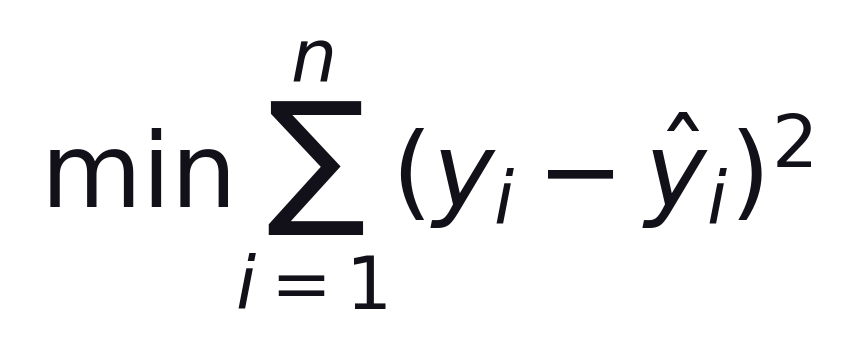 min ∑_{i=1}^{n} (y_i − ŷ_i)^2